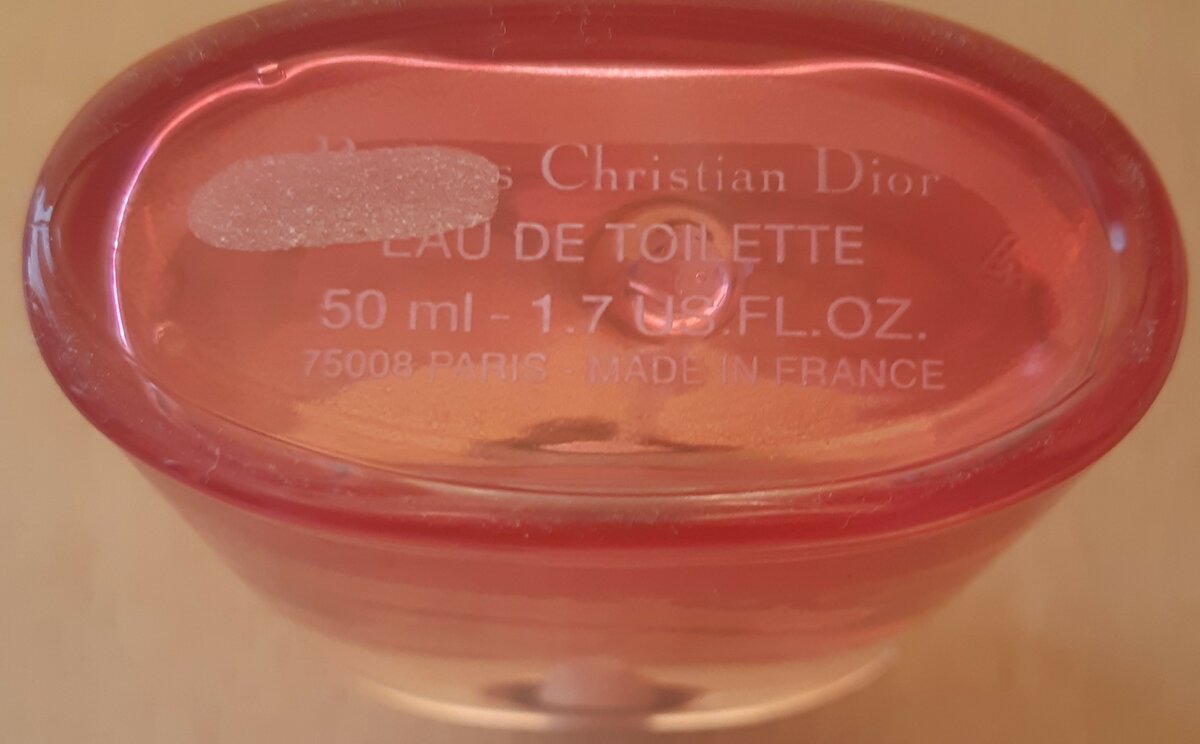 Christian Dior
EAU DE TOILETTE
50 ml - 1.7 US.FL.OZ.
75008 PARIS - MADE IN FRANCE